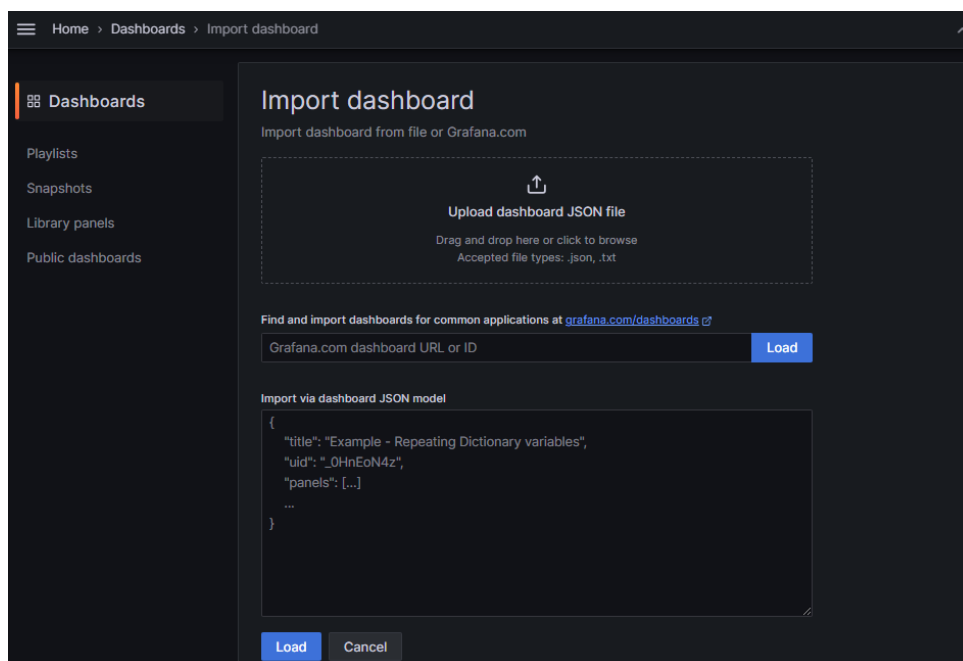 Home › Dashboards › Import dashboard
Dashboards
Playlists
Snapshots
Library panels
Public dashboards
Import dashboard
Import dashboard from file or Grafana.com
Upload dashboard JSON file
Drag and drop here or click to browse
Accepted file types: .json, .txt
Find and import dashboards for common applications at grafana.com/dashboards
Grafana.com dashboard URL or ID
Load
Import via dashboard JSON model
{
"title": "Example - Repeating Dictionary variables",
"uid": "_0HnEoN4z",
"panels": [...]
...
}
Load Cancel